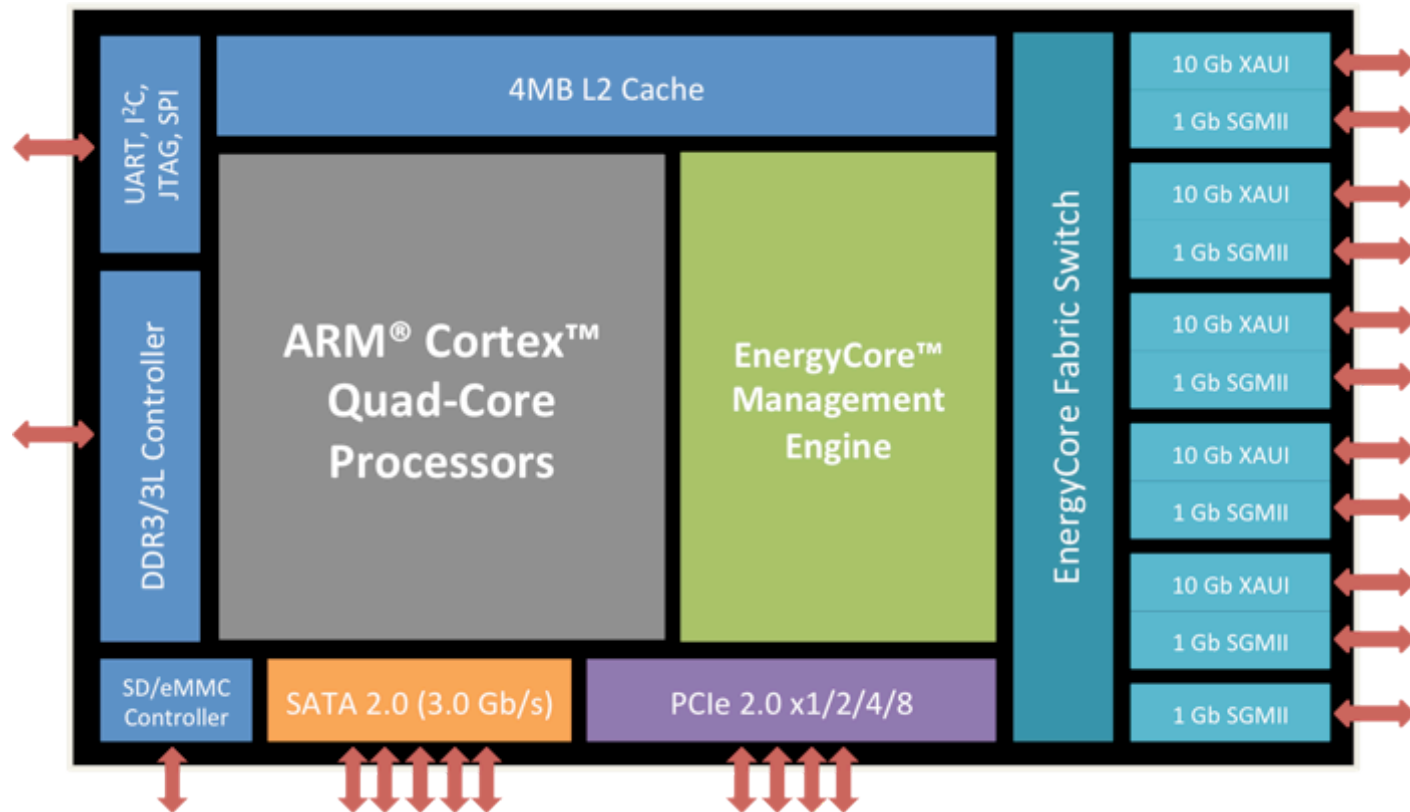 UART, I²C,
JTAG, SPI
4MB L2 Cache
DDR3/3L Controller
ARM® Cortex™
Quad-Core
Processors
EnergyCore™
Management
Engine
SD/eMMC
Controller
SATA 2.0 (3.0 Gb/s)
PCIe 2.0 x1/2/4/8
EnergyCore Fabric Switch
10 Gb XAUI
1 Gb SGMII
10 Gb XAUI
1 Gb SGMII
10 Gb XAUI
1 Gb SGMII
10 Gb XAUI
1 Gb SGMII
10 Gb XAUI
1 Gb SGMII
1 Gb SGMII